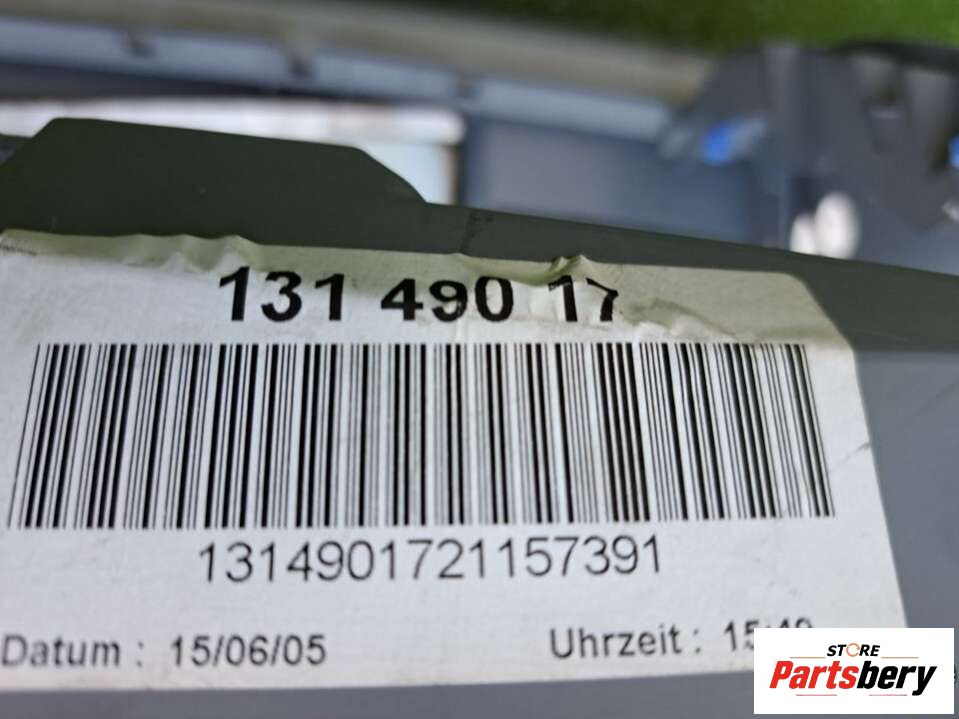 131 490 17
1314901721157391
Datum : 15/06/05
Uhrzeit :
STORE
Partsbery